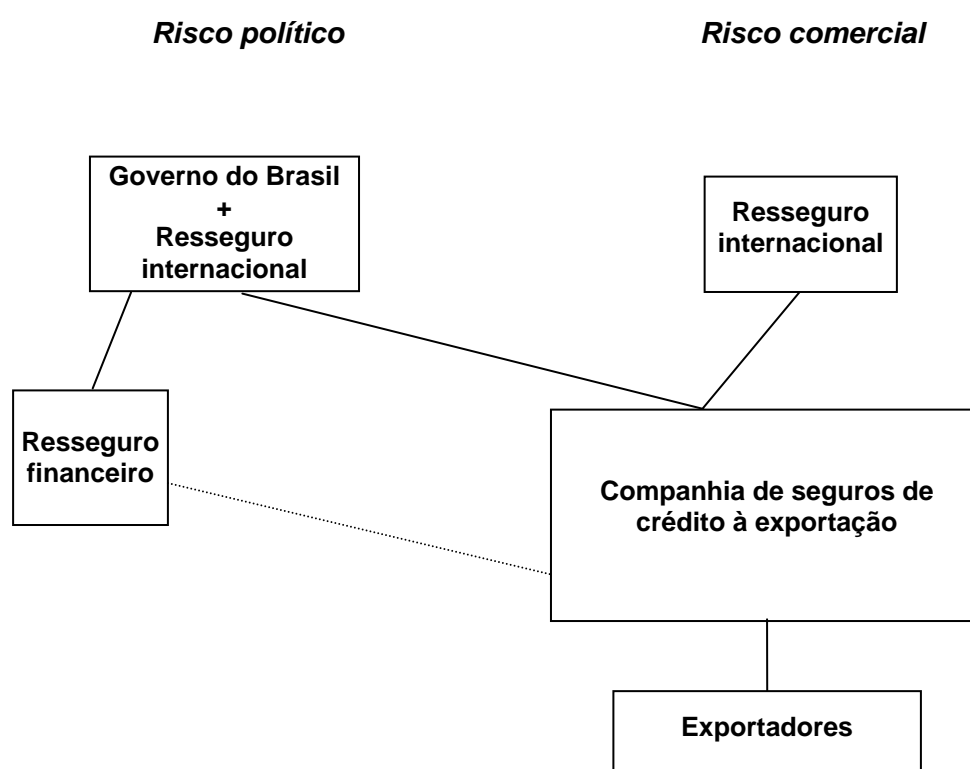 Risco político
Risco comercial
Governo do Brasil
+
Resseguro
internacional
Resseguro
internacional
Resseguro
financeiro
Companhia de seguros de
crédito à exportação
Exportadores